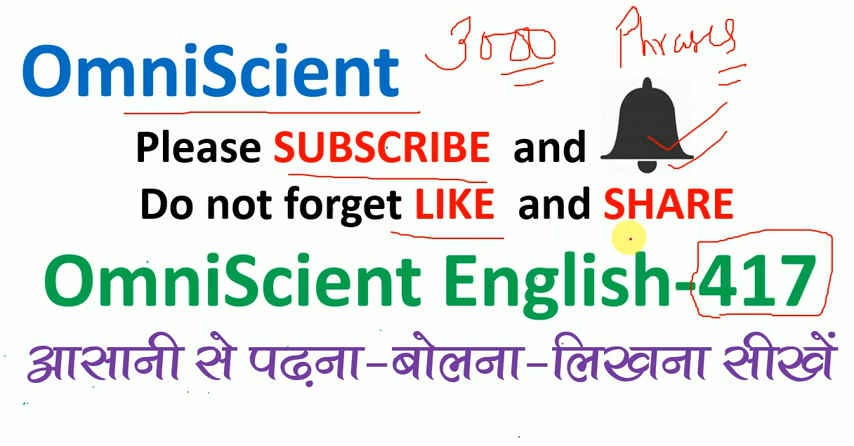 3000 Phrases
OmniScient
Please SUBSCRIBE and
Do not forget LIKE and SHARE
OmniScient English-417
आसानी से पढ़ना-बोलना-लिखना सीखें